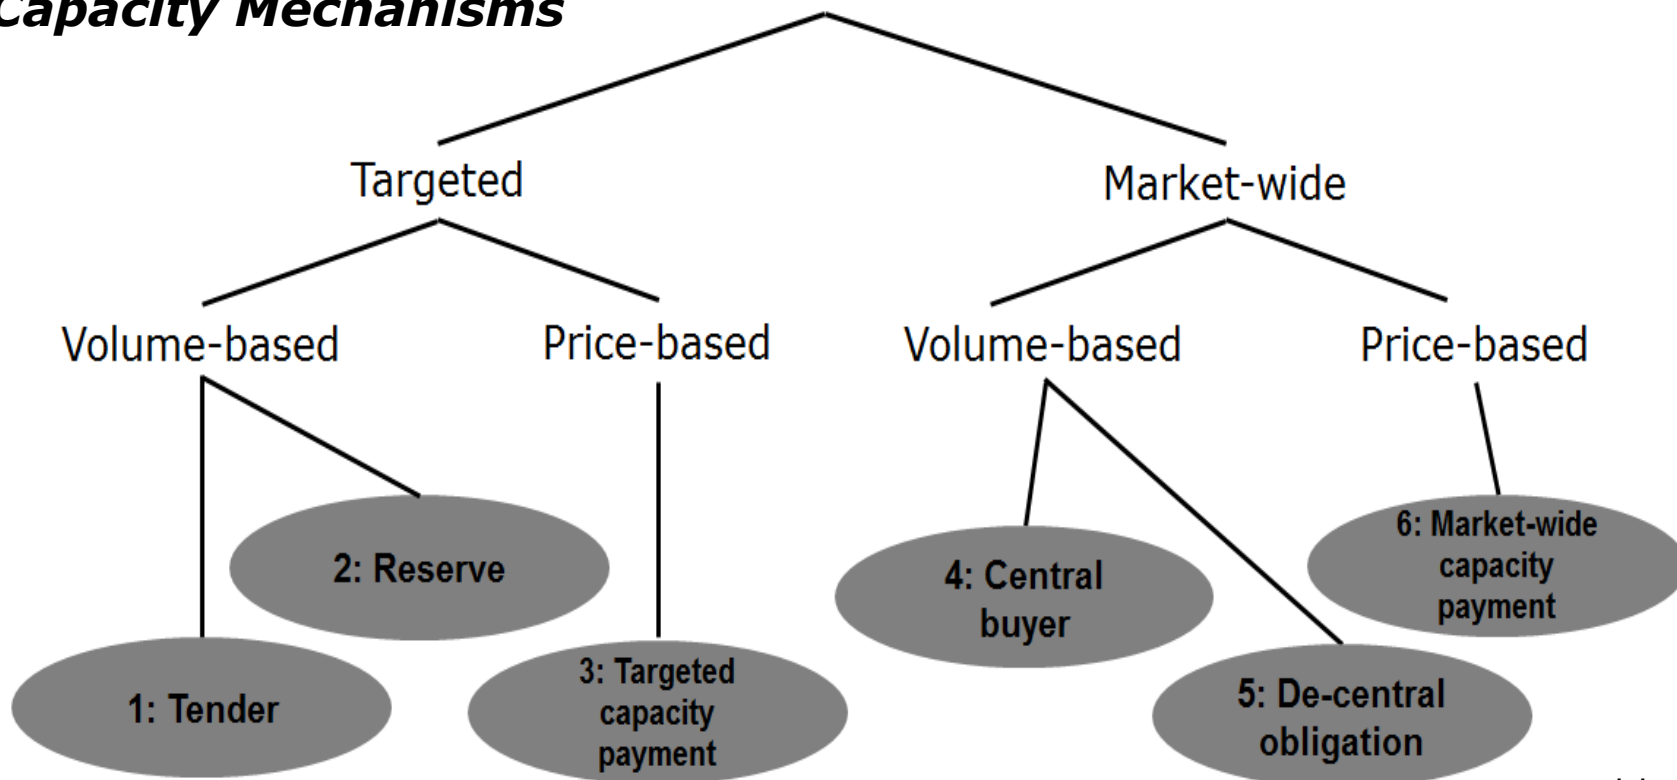 Capacity Mechanisms
Targeted
Market-wide
Volume-based
Price-based
Volume-based
Price-based
2: Reserve
6: Market-wide
capacity
payment
4: Central
buyer
1: Tender
3: Targeted
capacity
payment
5: De-central
obligation